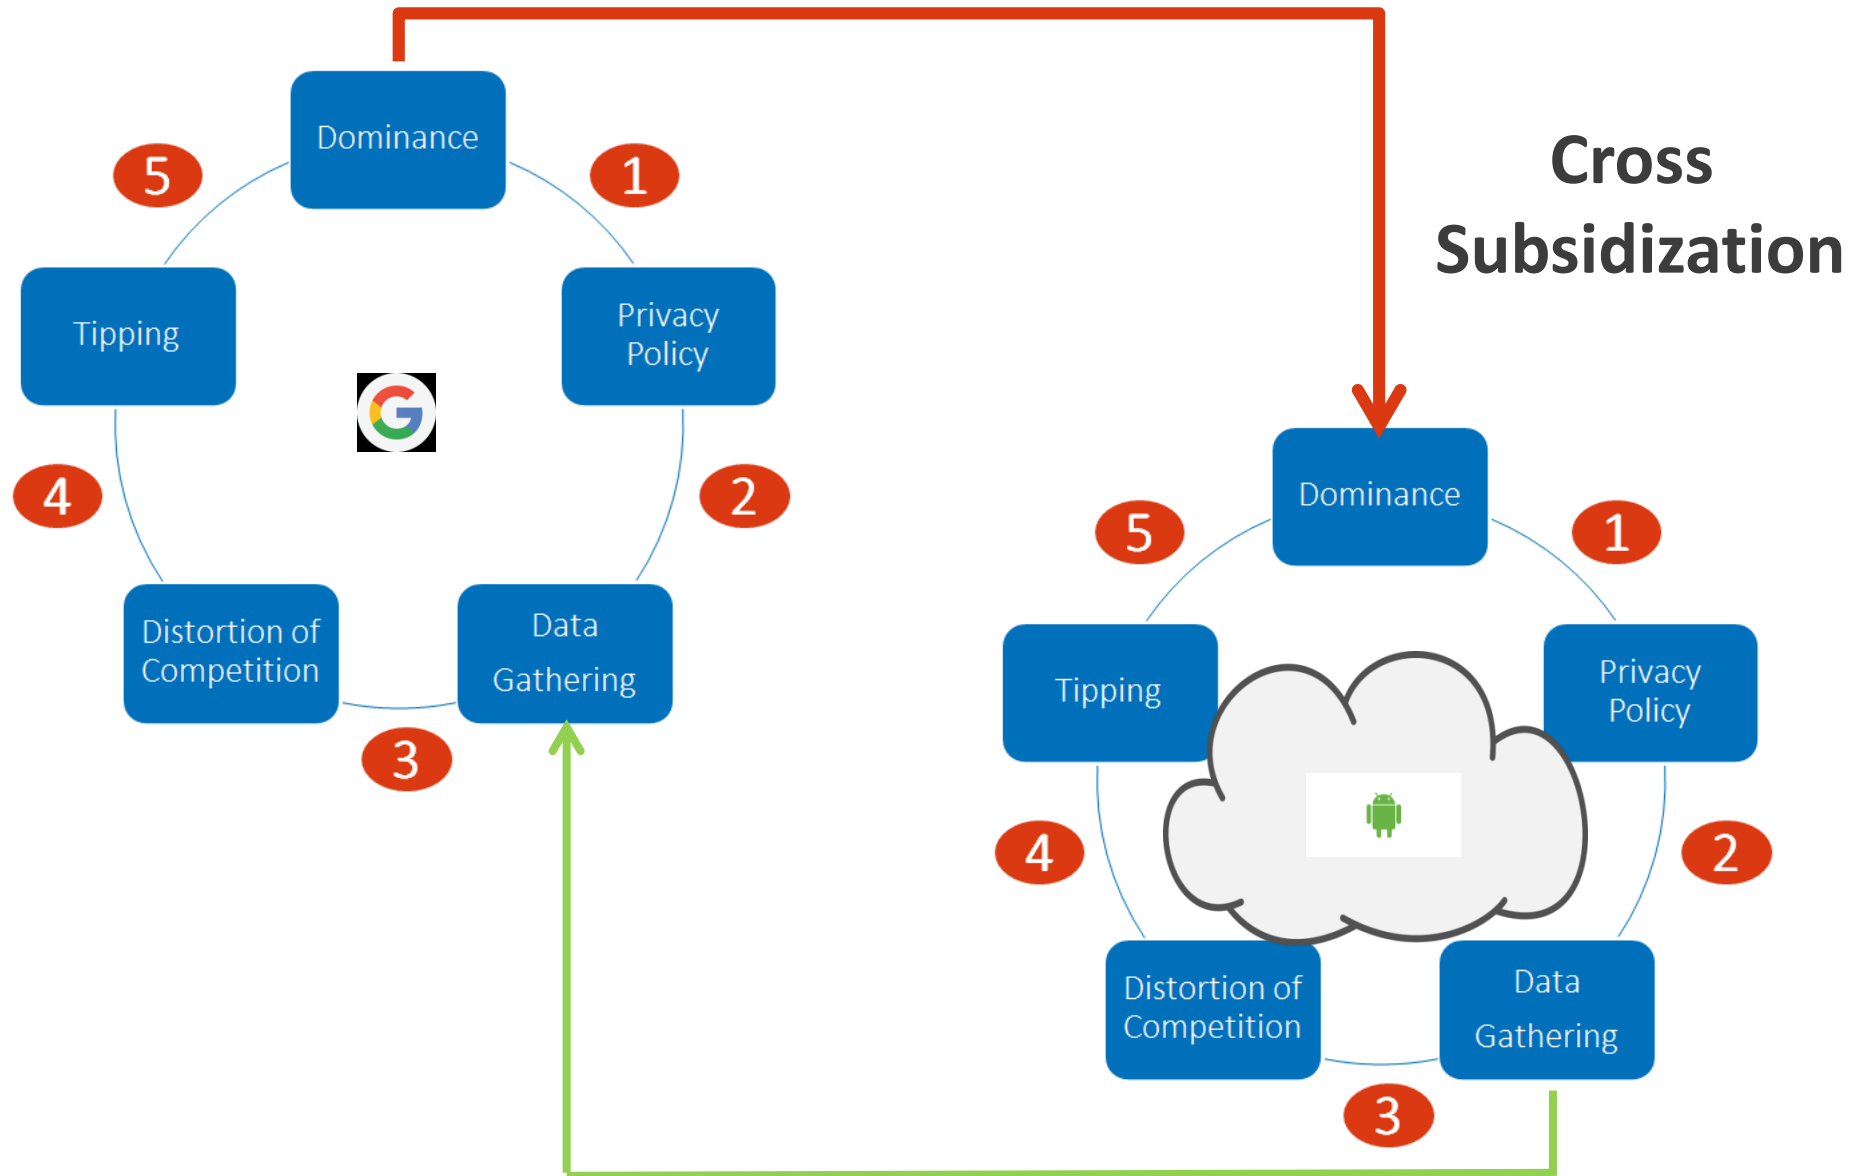 Dominance
5
1
Cross
Subsidization
Tipping
Privacy
Policy
4
2
Distortion of
Competition
Data
Gathering
3
Dominance
5
1
Tipping
Privacy
Policy
4
2
Distortion of
Competition
Data
Gathering
3